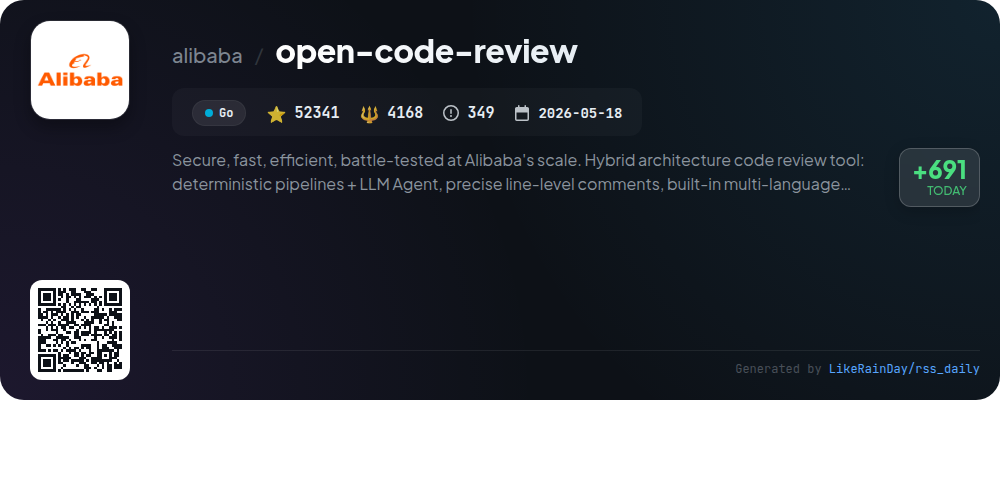 Alibaba
alibaba / open-code-review
Go 52341 4168 349 2026-05-18
Secure, fast, efficient, battle-tested at Alibaba's scale. Hybrid architecture code review tool:
deterministic pipelines + LLM Agent, precise line-level comments, built-in multi-language…
+691
TODAY
Generated by LikeRainDay/rss_daily